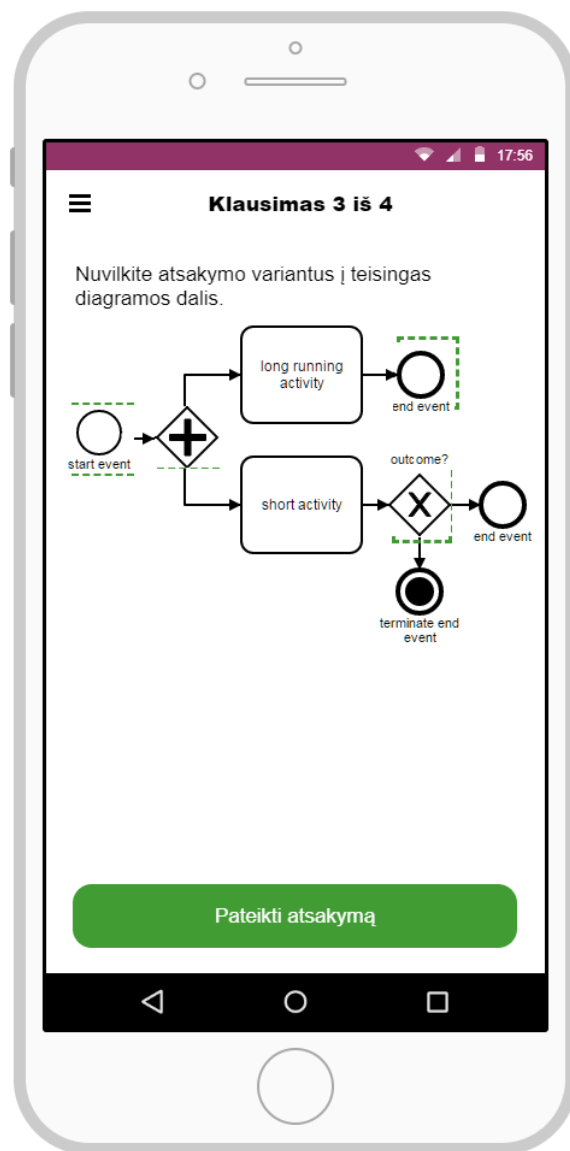 17:56
Klausimas 3 iš 4
Nuvilkite atsakymo variantus į teisingas
diagramos dalis.
long running
activity
end event
start event
outcome?
short activity
X
end event
terminate end
event
Pateikti atsakymą